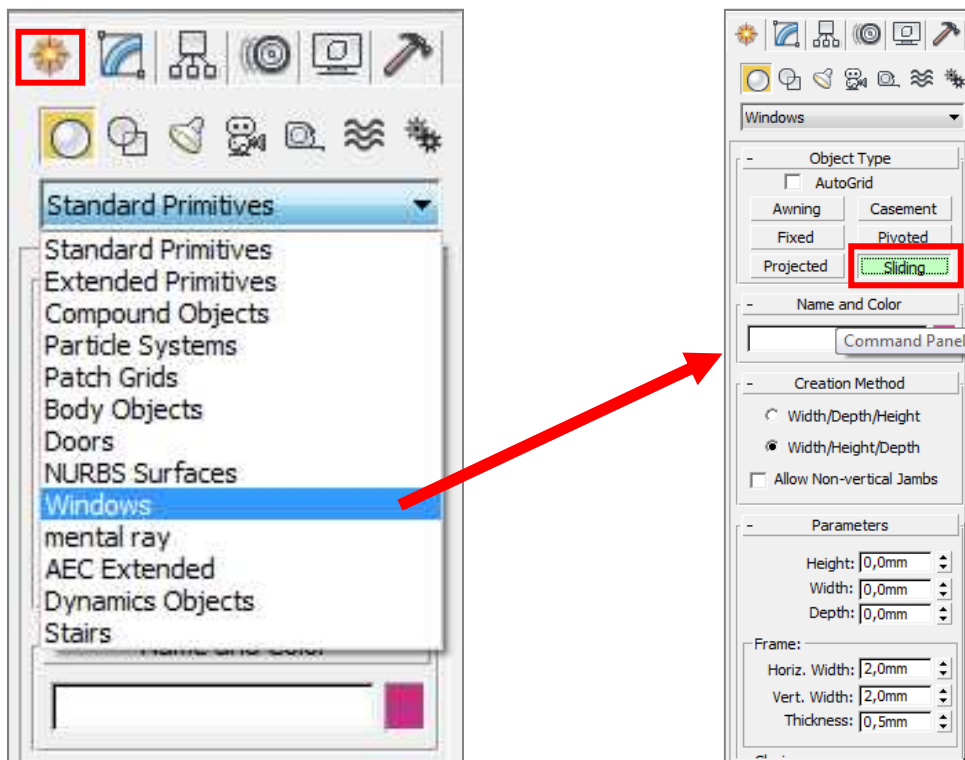 Standard Primitives
Standard Primitives
Extended Primitives
Compound Objects
Particle Systems
Patch Grids
Body Objects
Doors
NURBS Surfaces
Windows
mental ray
AEC Extended
Dynamics Objects
Stairs
Name and Color
Windows
- Object Type
AutoGrid
Awning Casement
Fixed Pivoted
Projected Sliding
- Name and Color
Command Panel
- Creation Method
Width/Depth/Height
Width/Height/Depth
Allow Non-vertical Jambs
- Parameters
Height: 0,0mm
Width: 0,0mm
Depth: 0,0mm
Frame:
Horiz. Width: 2,0mm
Vert. Width: 2,0mm
Thickness: 0,5mm